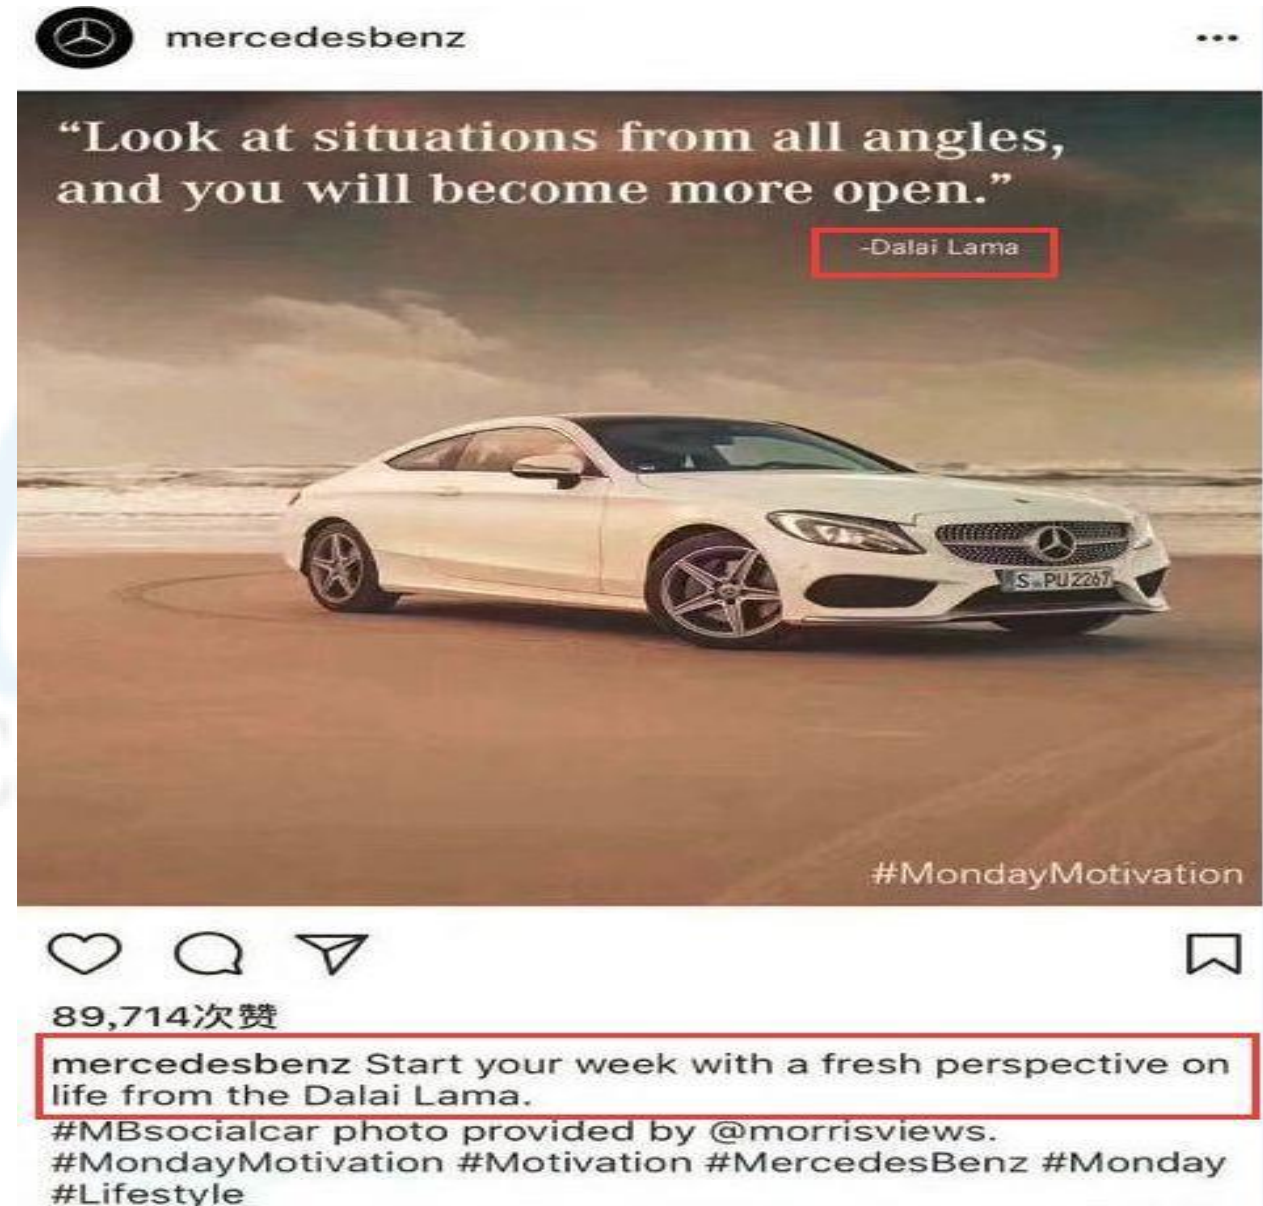 mercedesbenz
“Look at situations from all angles,
and you will become more open.”
-Dalai Lama
S PU 2267
#MondayMotivation
89,714次赞
mercedesbenz Start your week with a fresh perspective on
life from the Dalai Lama.
#MBsocialcar photo provided by @morrisviews.
#MondayMotivation #Motivation #MercedesBenz #Monday
#Lifestyle